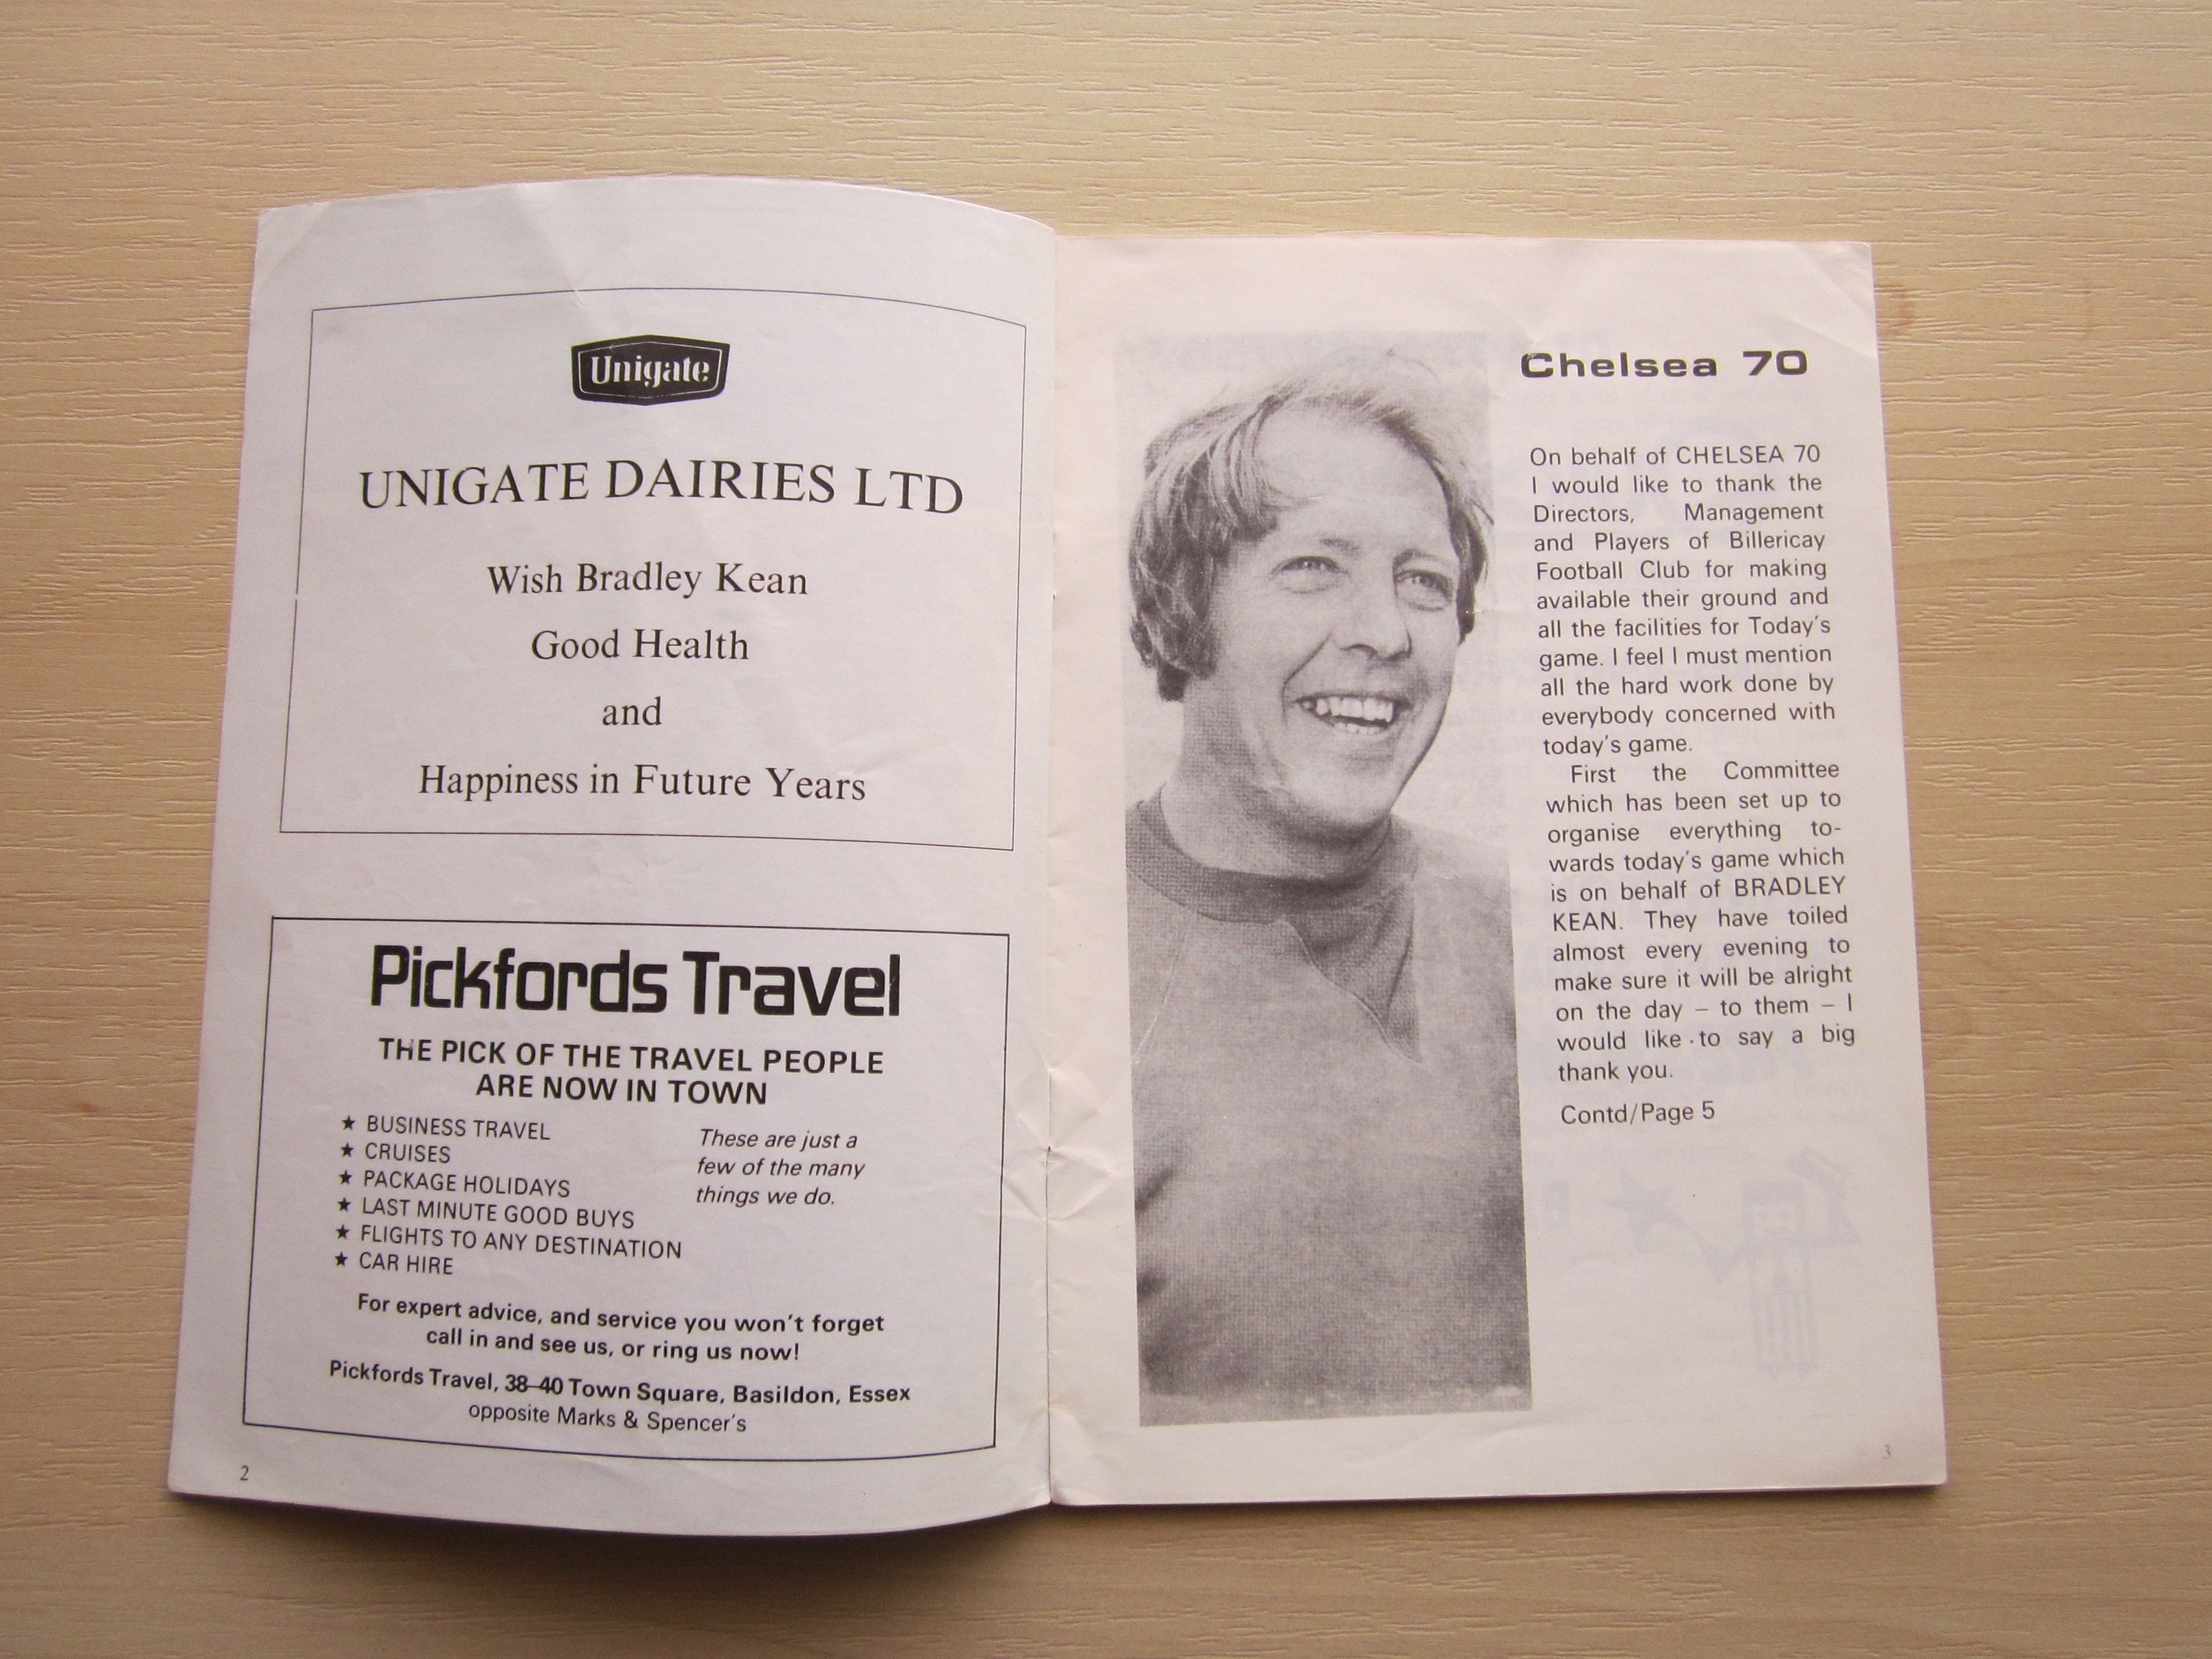 Unigate
UNIGATE DAIRIES LTD
Wish Bradley Kean
Good Health
and
Happiness in Future Years
Pickfords Travel
THE PICK OF THE TRAVEL PEOPLE
ARE NOW IN TOWN
★ BUSINESS TRAVEL
★ CRUISES
★ PACKAGE HOLIDAYS
★ LAST MINUTE GOOD BUYS
★ FLIGHTS TO ANY DESTINATION
★ CAR HIRE
These are just a
few of the many
things we do.
For expert advice, and service you won't forget
call in and see us, or ring us now!
Pickfords Travel, 38–40 Town Square, Basildon, Essex
opposite Marks & Spencer's
2
Chelsea 70
On behalf of CHELSEA 70
I would like to thank the
Directors, Management
and Players of Billericay
Football Club for making
available their ground and
all the facilities for Today's
game. I feel I must mention
all the hard work done by
everybody concerned with
today's game.
First the Committee
which has been set up to
organise everything to-
wards today's game which
is on behalf of BRADLEY
KEAN. They have toiled
almost every evening to
make sure it will be alright
on the day – to them – I
would like to say a big
thank you.
Contd/Page 5
3